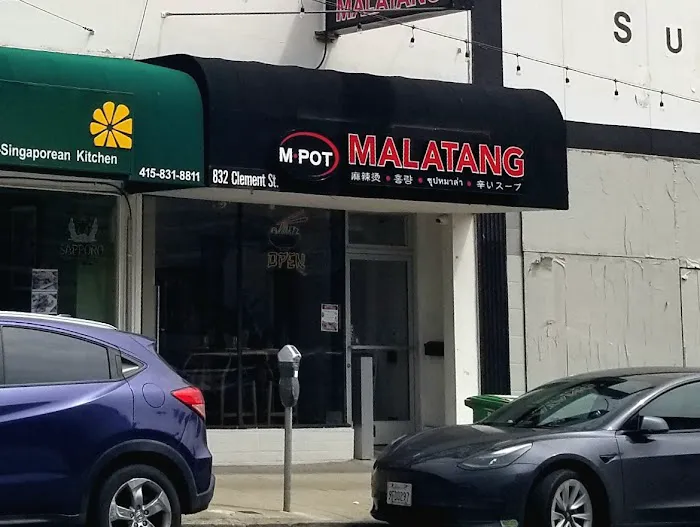 MALATANG
S U
-Singaporean Kitchen
415-831-8811
832 Clement St.
M·POT
MALATANG
麻辣烫 • 홍탕 • ซุปหมาล่า • 辛いスープ
SAPPORO
OPEN